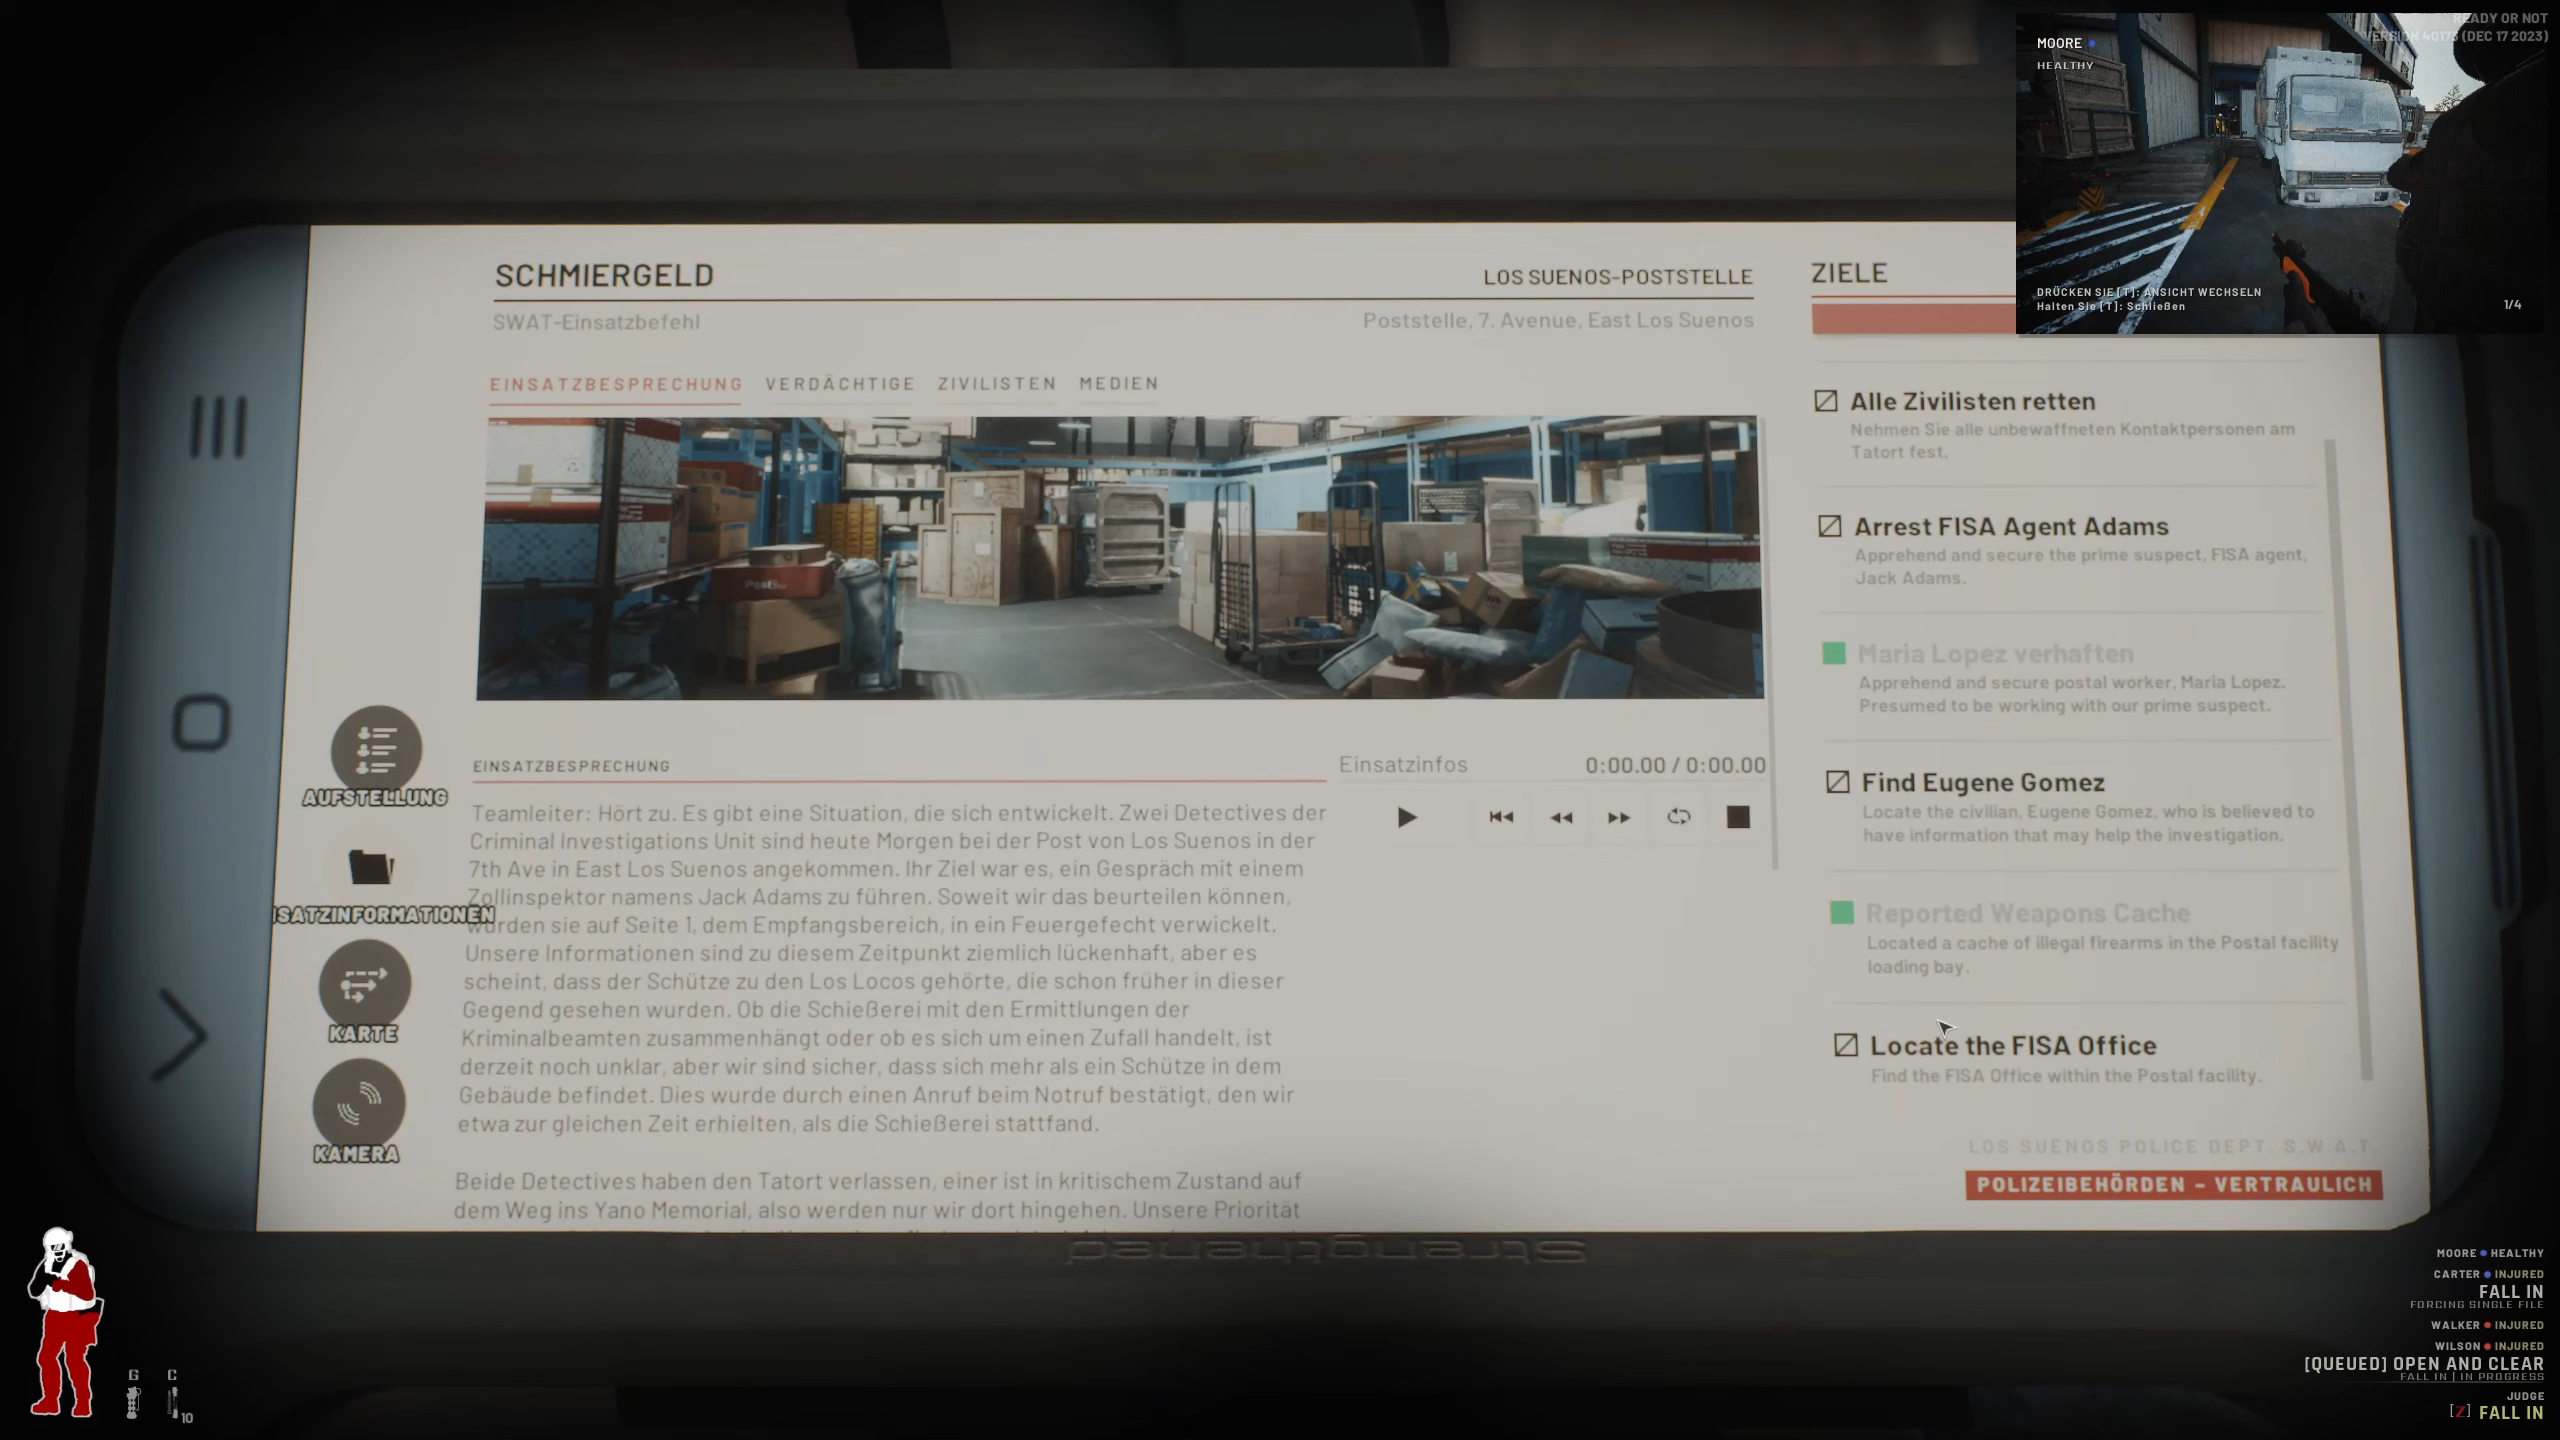 READY OR NOT
VERSION 40173 (DEC 17 2023)
MOORE
HEALTHY
DRÜCKEN SIE [T]: ANSICHT WECHSELN
Halten Sie [T]: Schließen
1/4
SCHMIERGELD
LOS SUENOS-POSTSTELLE
SWAT-Einsatzbefehl
Poststelle, 7. Avenue, East Los Suenos
EINSATZBESPRECHUNG VERDÄCHTIGE ZIVILISTEN MEDIEN
EINSATZBESPRECHUNG
Einsatzinfos 0:00.00 / 0:00.00
Teamleiter: Hört zu. Es gibt eine Situation, die sich entwickelt. Zwei Detectives der
Criminal Investigations Unit sind heute Morgen bei der Post von Los Suenos in der
7th Ave in East Los Suenos angekommen. Ihr Ziel war es, ein Gespräch mit einem
Zollinspektor namens Jack Adams zu führen. Soweit wir das beurteilen können,
wurden sie auf Seite 1, dem Empfangsbereich, in ein Feuergefecht verwickelt.
Unsere Informationen sind zu diesem Zeitpunkt ziemlich lückenhaft, aber es
scheint, dass der Schütze zu den Los Locos gehörte, die schon früher in dieser
Gegend gesehen wurden. Ob die Schießerei mit den Ermittlungen der
Kriminalbeamten zusammenhängt oder ob es sich um einen Zufall handelt, ist
derzeit noch unklar, aber wir sind sicher, dass sich mehr als ein Schütze in dem
Gebäude befindet. Dies wurde durch einen Anruf beim Notruf bestätigt, den wir
etwa zur gleichen Zeit erhielten, als die Schießerei stattfand.
Beide Detectives haben den Tatort verlassen, einer ist in kritischem Zustand auf
dem Weg ins Yano Memorial, also werden nur wir dort hingehen. Unsere Priorität
AUFSTELLUNG
SATZINFORMATIONEN
KARTE
KAMERA
ZIELE
Alle Zivilisten retten
Nehmen Sie alle unbewaffneten Kontaktpersonen am
Tatort fest.
Arrest FISA Agent Adams
Apprehend and secure the prime suspect, FISA agent,
Jack Adams.
Maria Lopez verhaften
Apprehend and secure postal worker, Maria Lopez.
Presumed to be working with our prime suspect.
Find Eugene Gomez
Locate the civilian, Eugene Gomez, who is believed to
have information that may help the investigation.
Reported Weapons Cache
Located a cache of illegal firearms in the Postal facility
loading bay.
Locate the FISA Office
Find the FISA Office within the Postal facility.
LOS SUENOS POLICE DEPT. S.W.A.T.
POLIZEIBEHÖRDEN - VERTRAULICH
strengthened
G C
10
MOORE HEALTHY
CARTER INJURED
FALL IN
FORCING SINGLE FILE
WALKER INJURED
WILSON INJURED
[QUEUED] OPEN AND CLEAR
FALL IN | IN PROGRESS
JUDGE
[Z] FALL IN